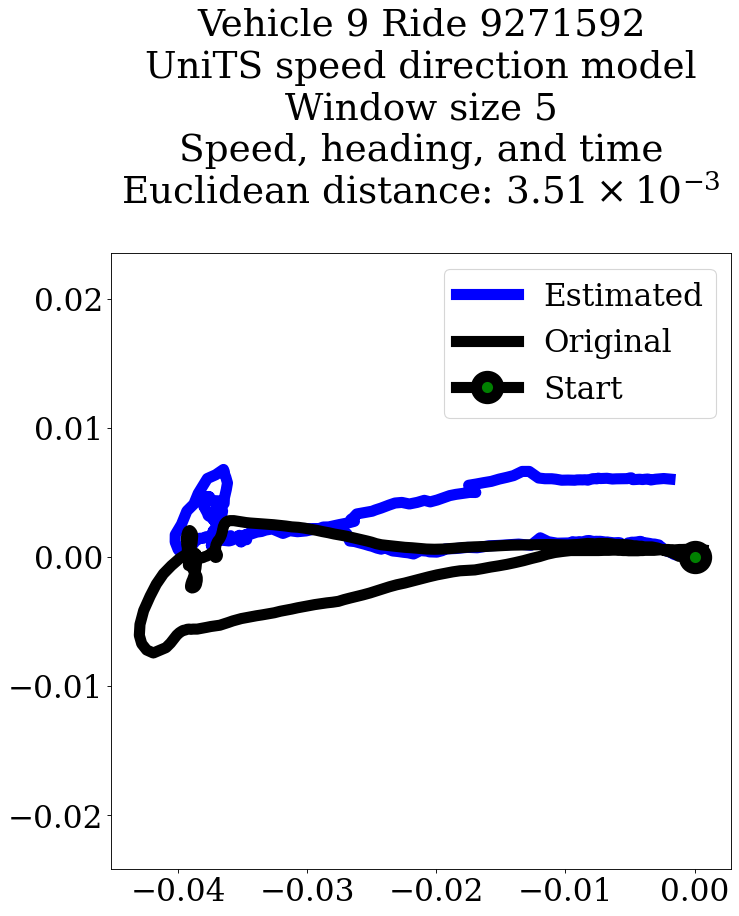 Vehicle 9 Ride 9271592
UniTS speed direction model
Window size 5
Speed, heading, and time
Euclidean distance: 3.51 × 10⁻³
Estimated
Original
Start
0.02
0.01
0.00
−0.01
−0.02
−0.04 −0.03 −0.02 −0.01 0.00